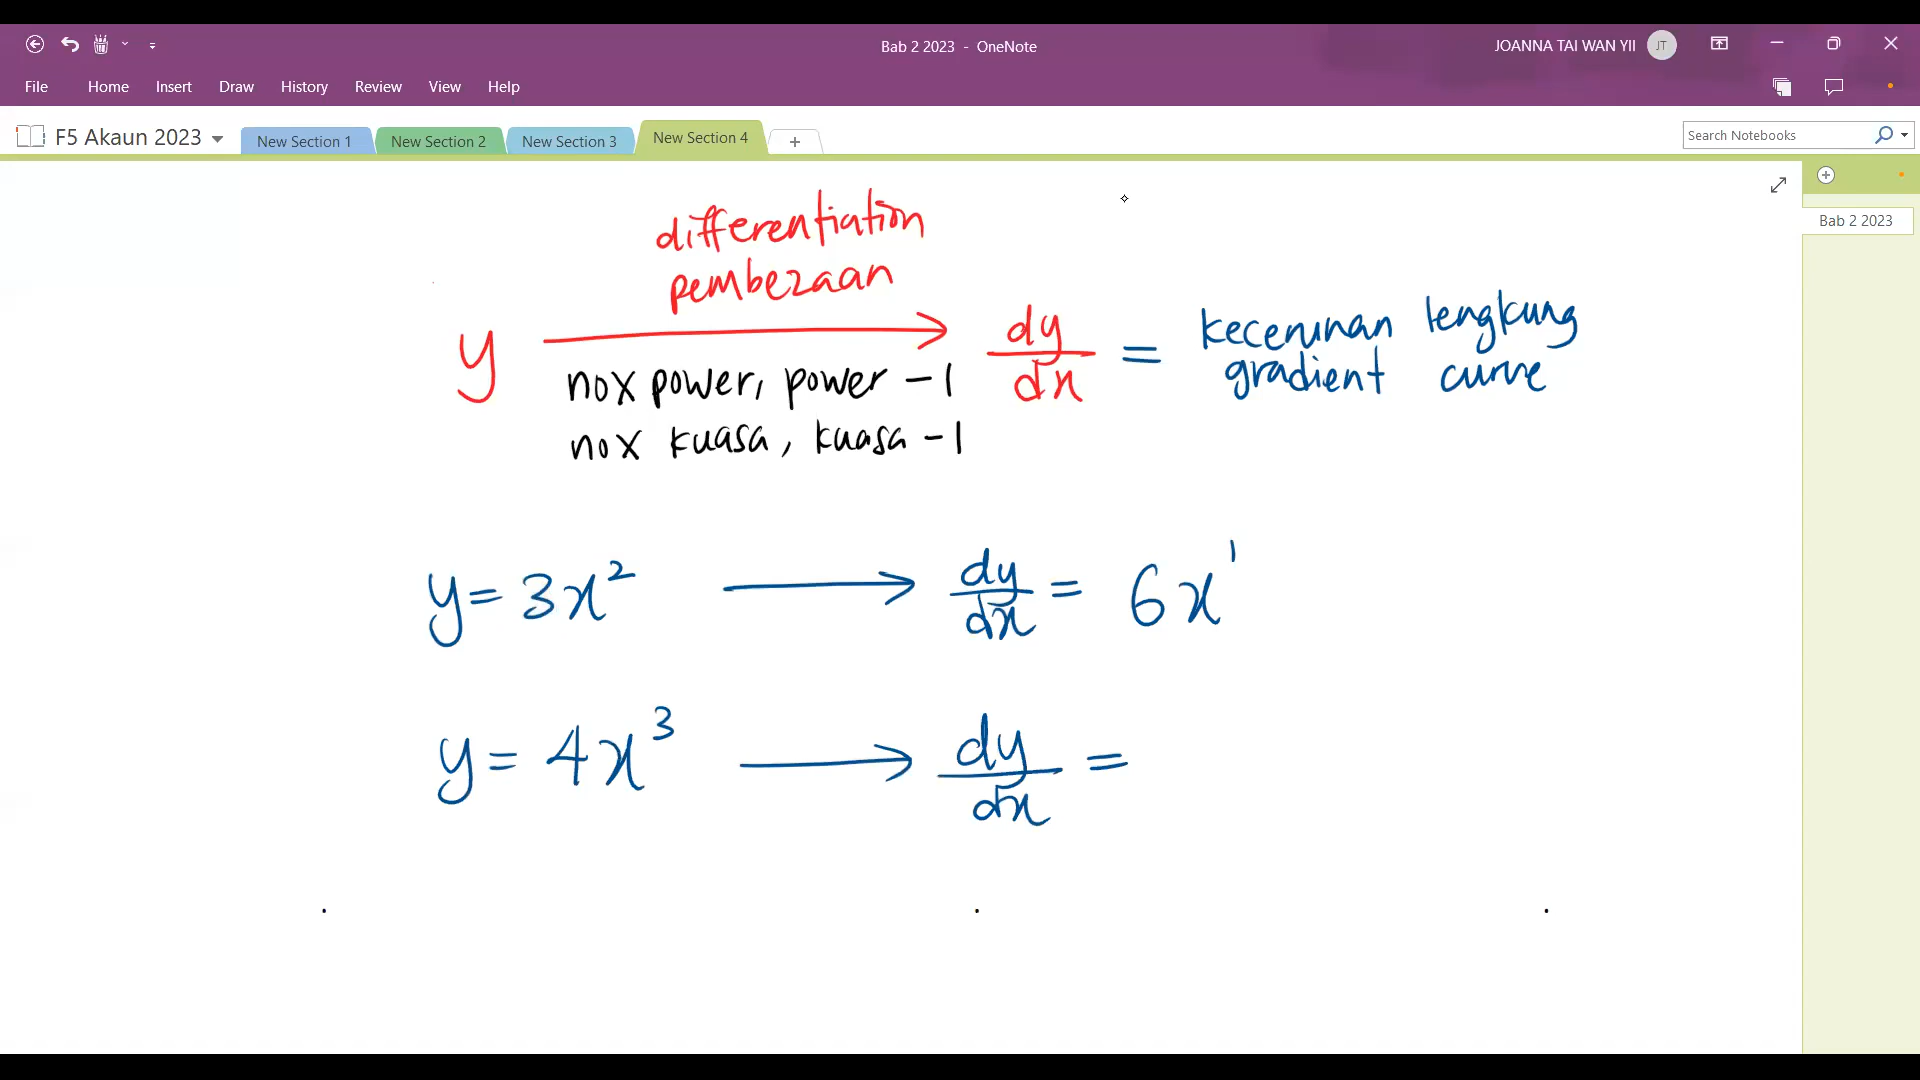 Bab 2 2023 - OneNote
JOANNA TAI WAN YII
JT
File Home Insert Draw History Review View Help
F5 Akaun 2023
New Section 1
New Section 2
New Section 3
New Section 4
+
Search Notebooks
Bab 2 2023
differentiation
pembezaan
y → dy/dx = kecerunan lengkung
gradient curve
no x power, power - 1
no x kuasa, kuasa - 1
y = 3x² → dy/dx = 6x¹
y = 4x³ → dy/dx =